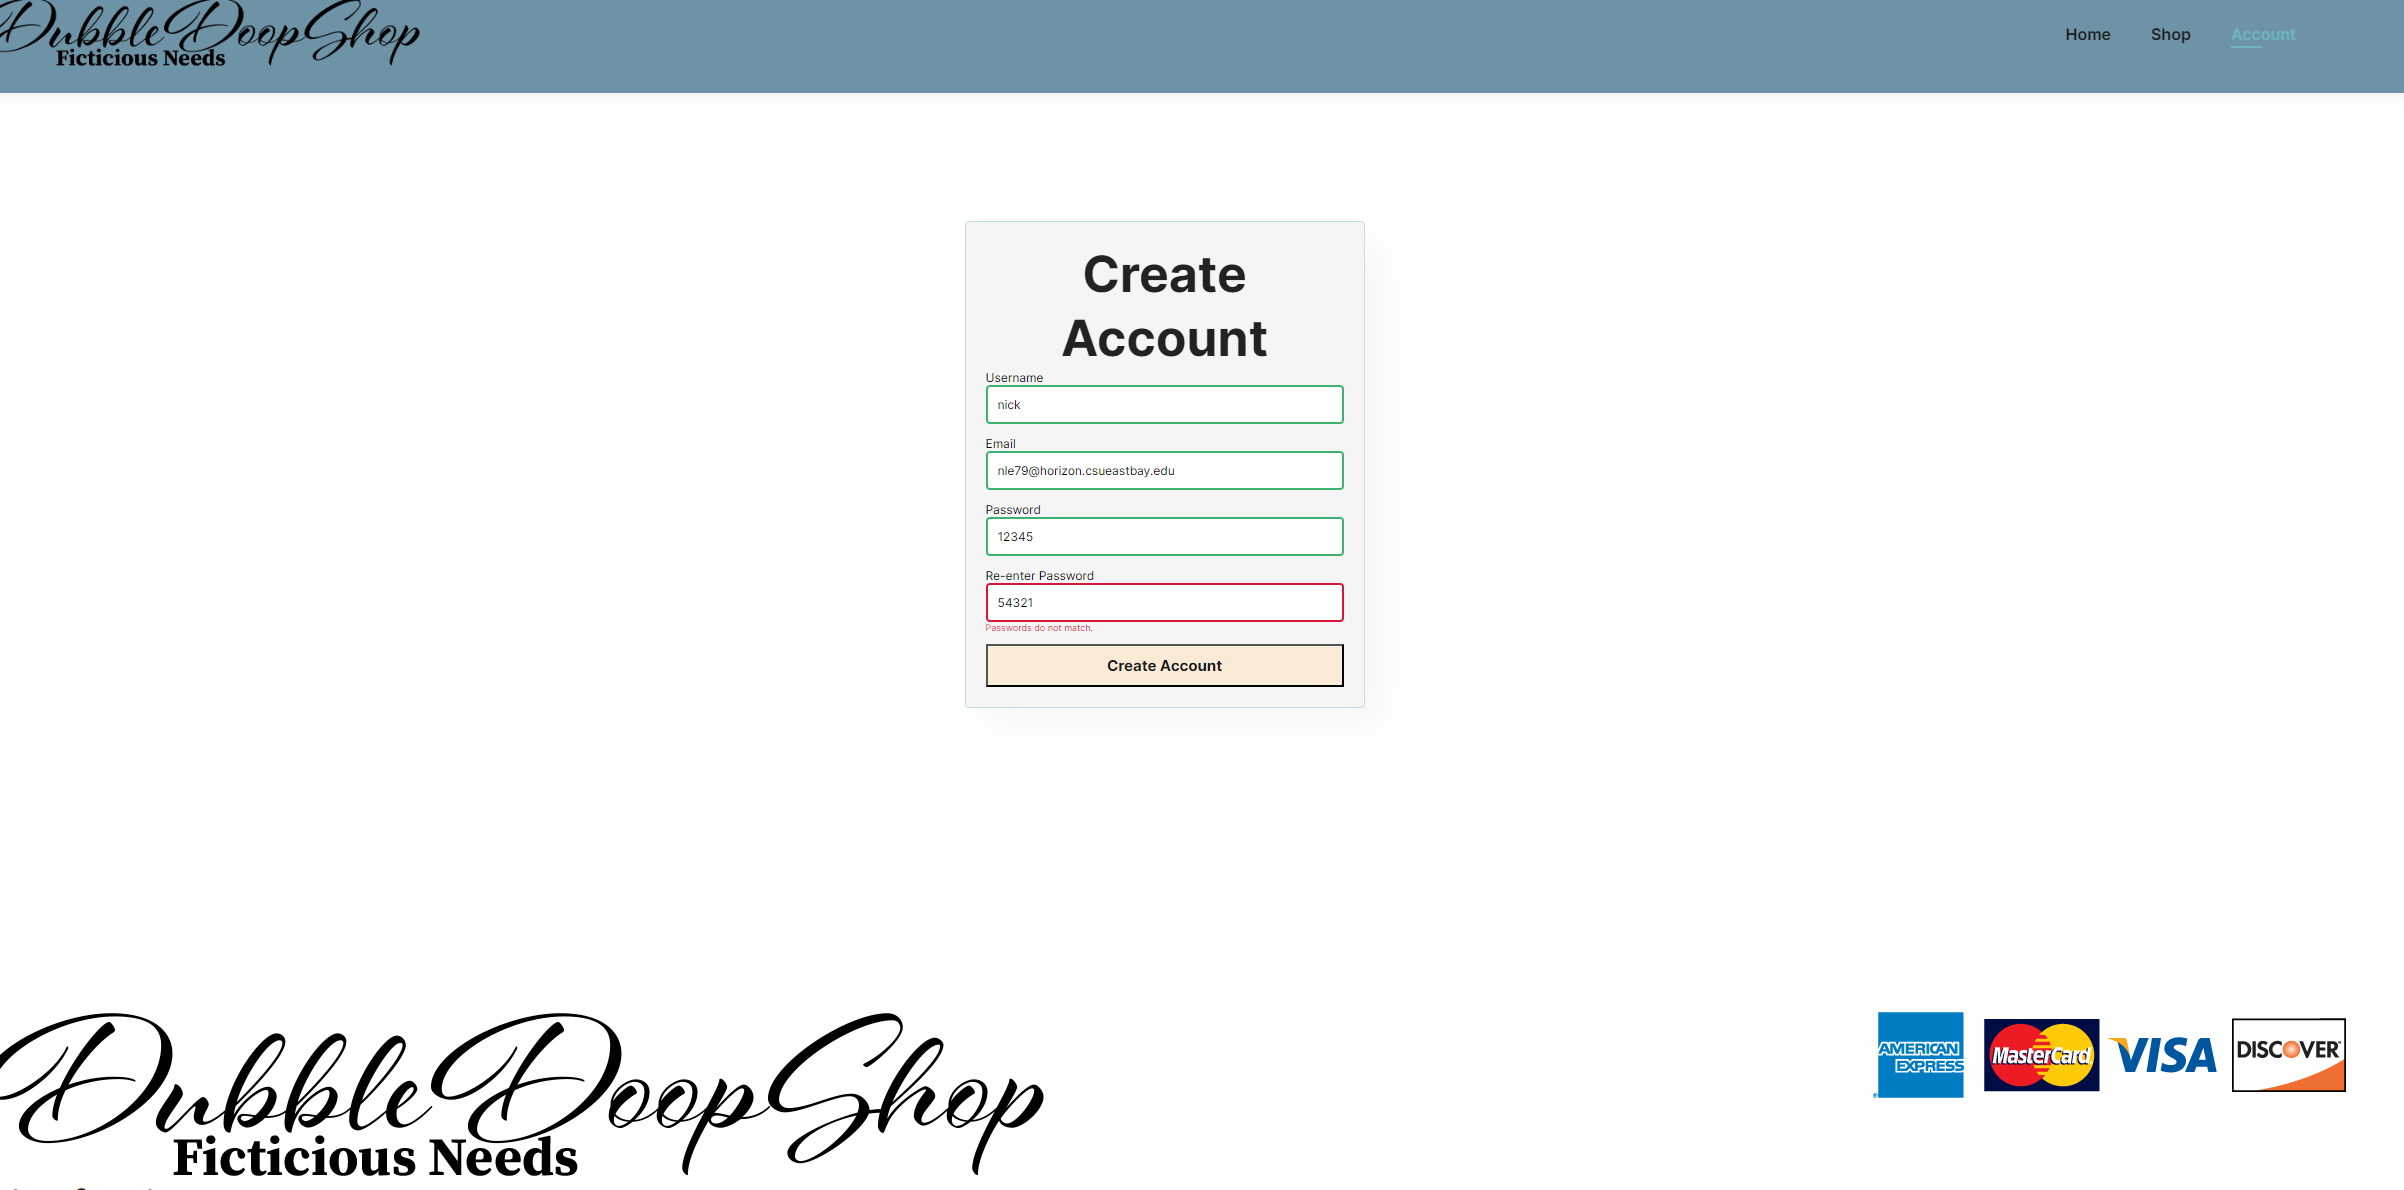 DubbleDoopShop
Ficticious Needs
Home Shop Account
Create
Account
Username
nick
Email
nle79@horizon.csueastbay.edu
Password
12345
Re-enter Password
54321
Passwords do not match.
Create Account
DubbleDoopShop
Ficticious Needs
AMERICAN
EXPRESS
MasterCard
VISA
DISCOVER